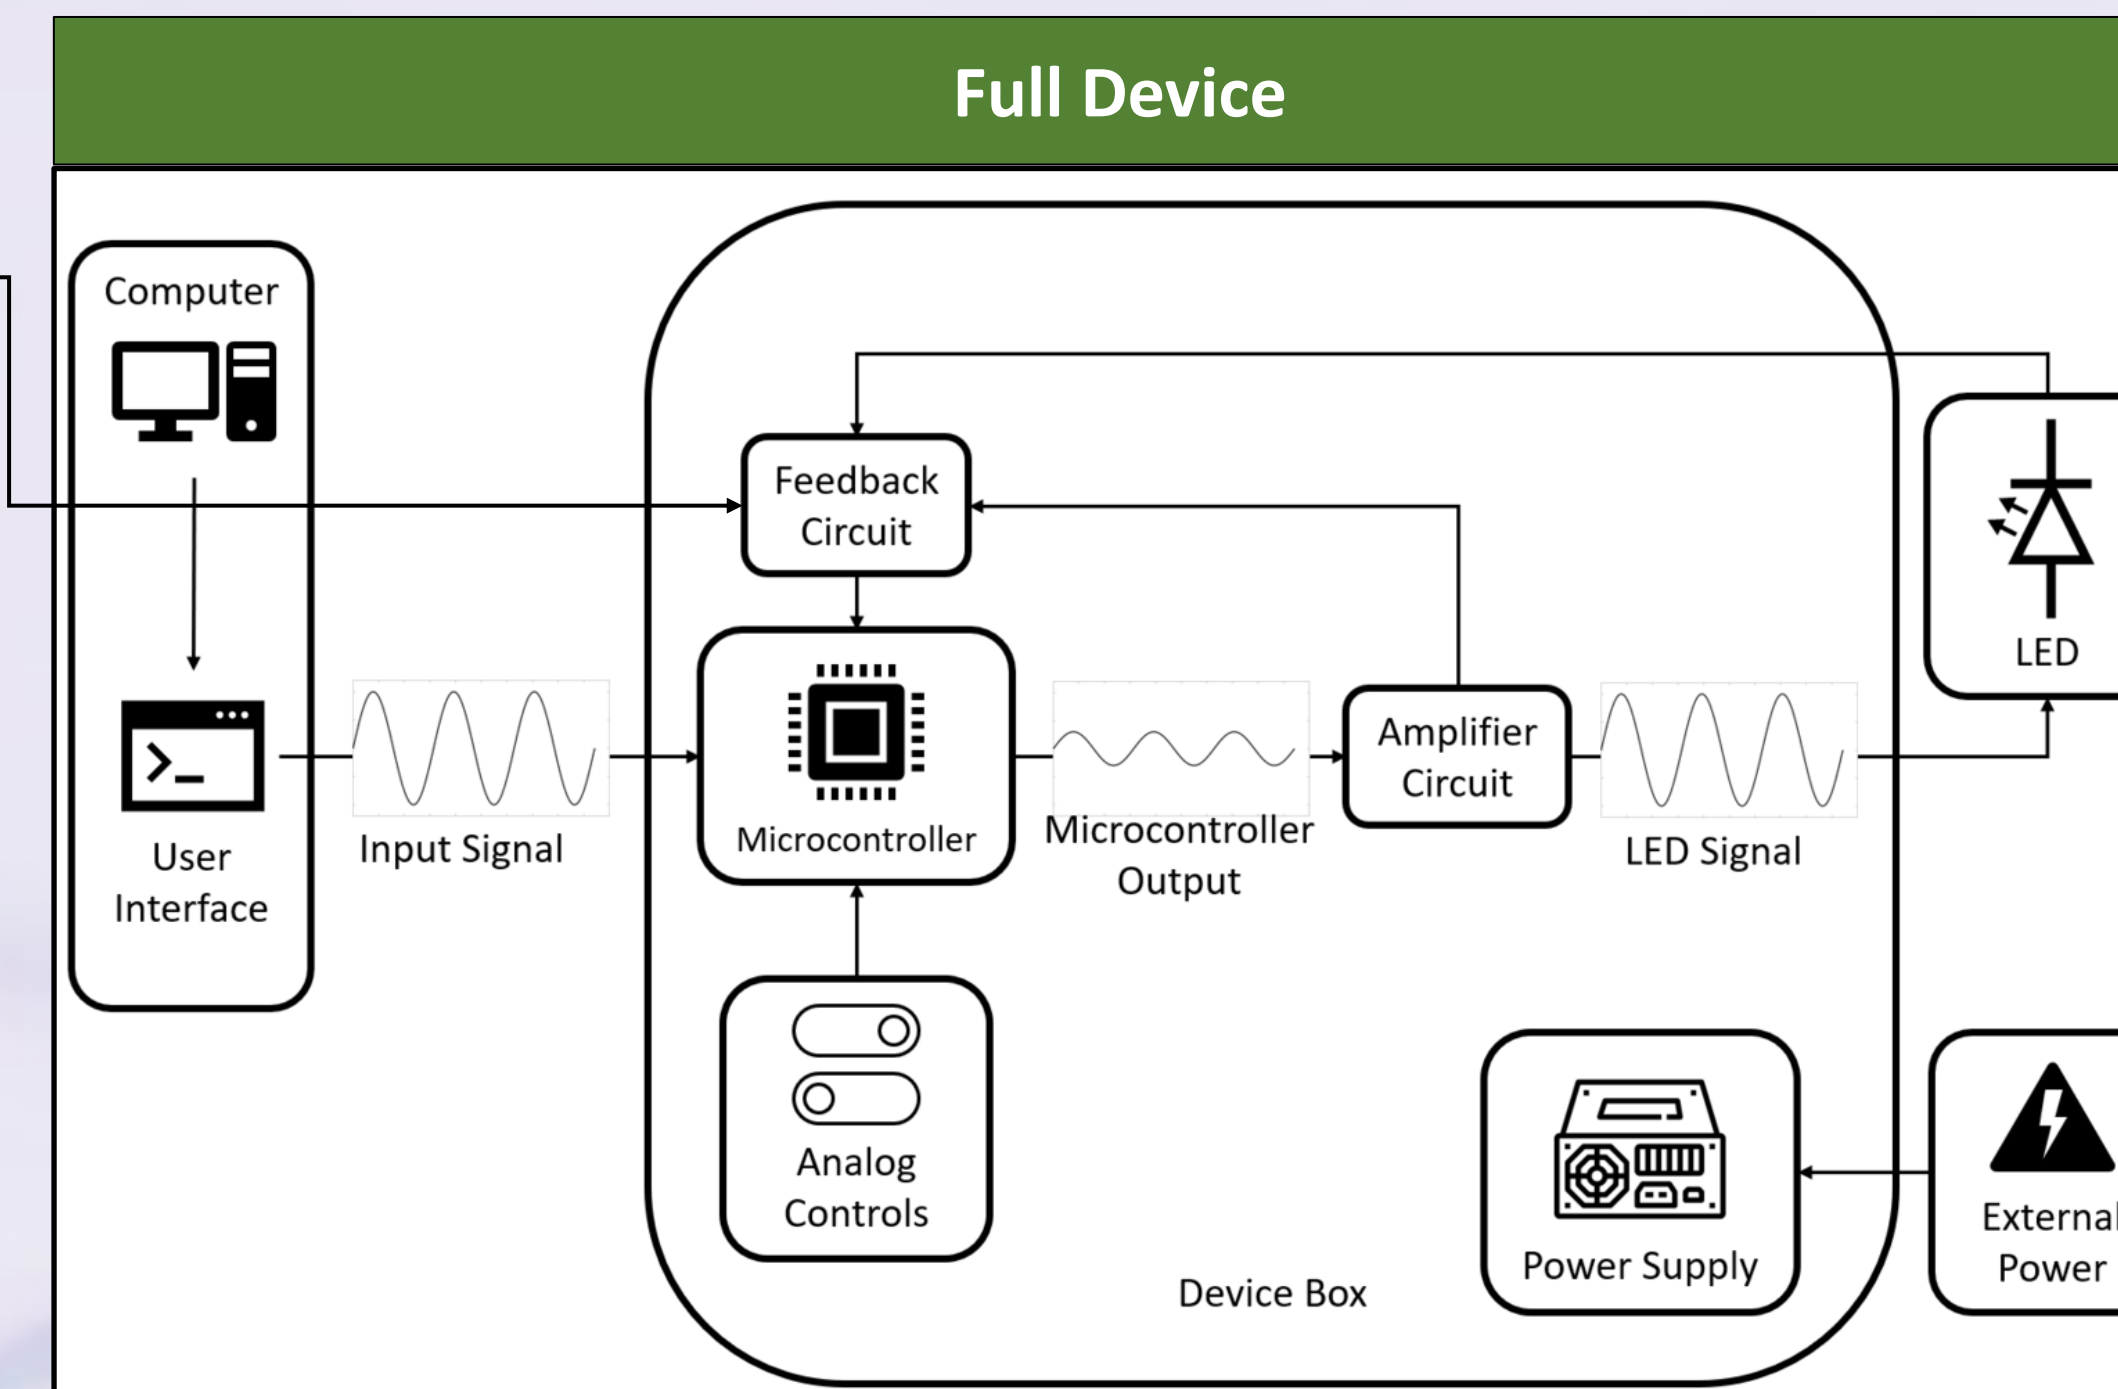 Full Device
Computer
User
Interface
Input Signal
Feedback
Circuit
Microcontroller
Microcontroller
Output
Amplifier
Circuit
LED Signal
LED
Analog
Controls
Device Box
Power Supply
External
Power